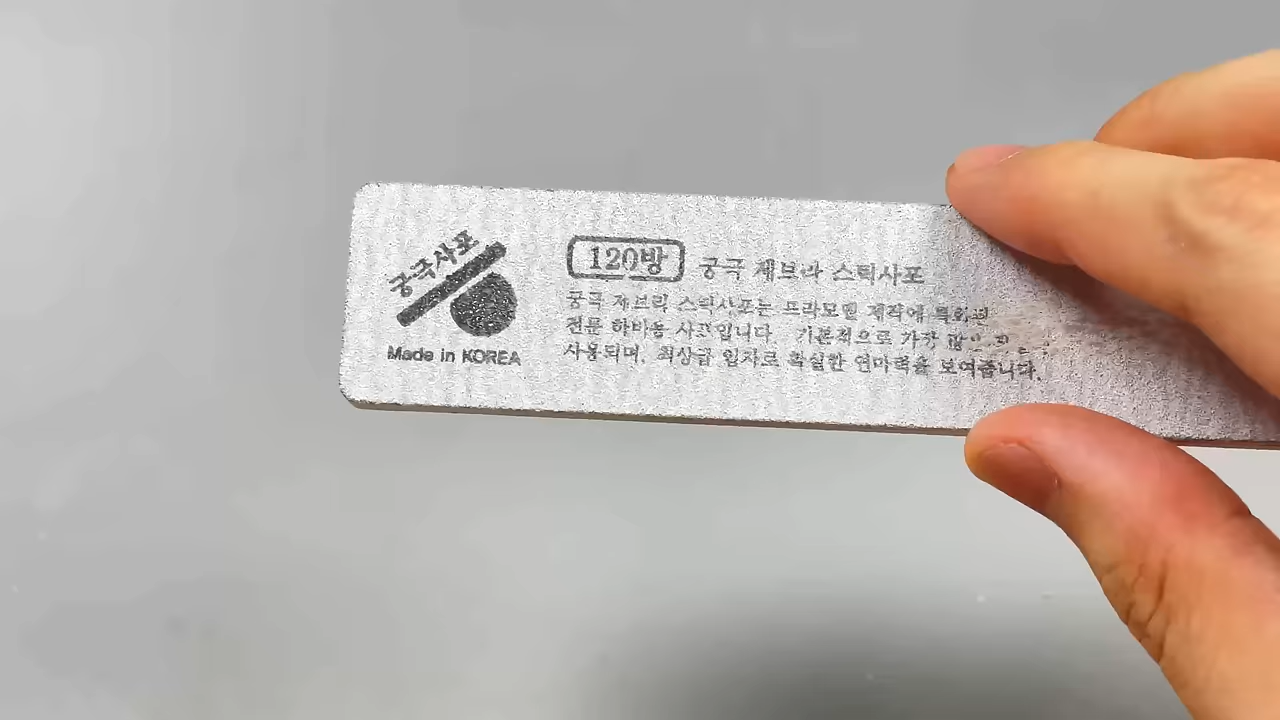 궁극사포
Made in KOREA
120방 궁극 제브라 스틱사포
궁극 제브라 스틱사포는 프라모델 제작에 특화된
전문 하비용 사포입니다. 기본적으로 가장 많
사용되며, 최상급 입자로 확실한 연마력을 보여줍니다.